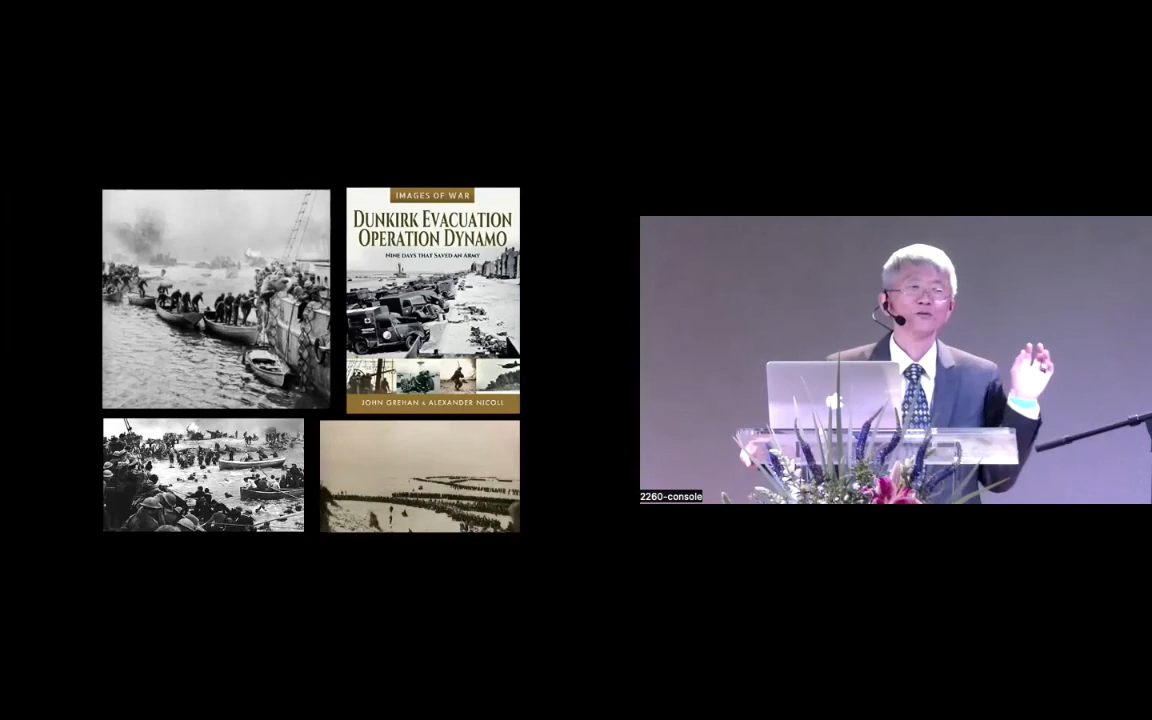 IMAGES OF WAR
DUNKIRK EVACUATION
OPERATION DYNAMO
NINE DAYS THAT SAVED AN ARMY
JOHN GREHAN & ALEXANDER NICOLL
2260-console